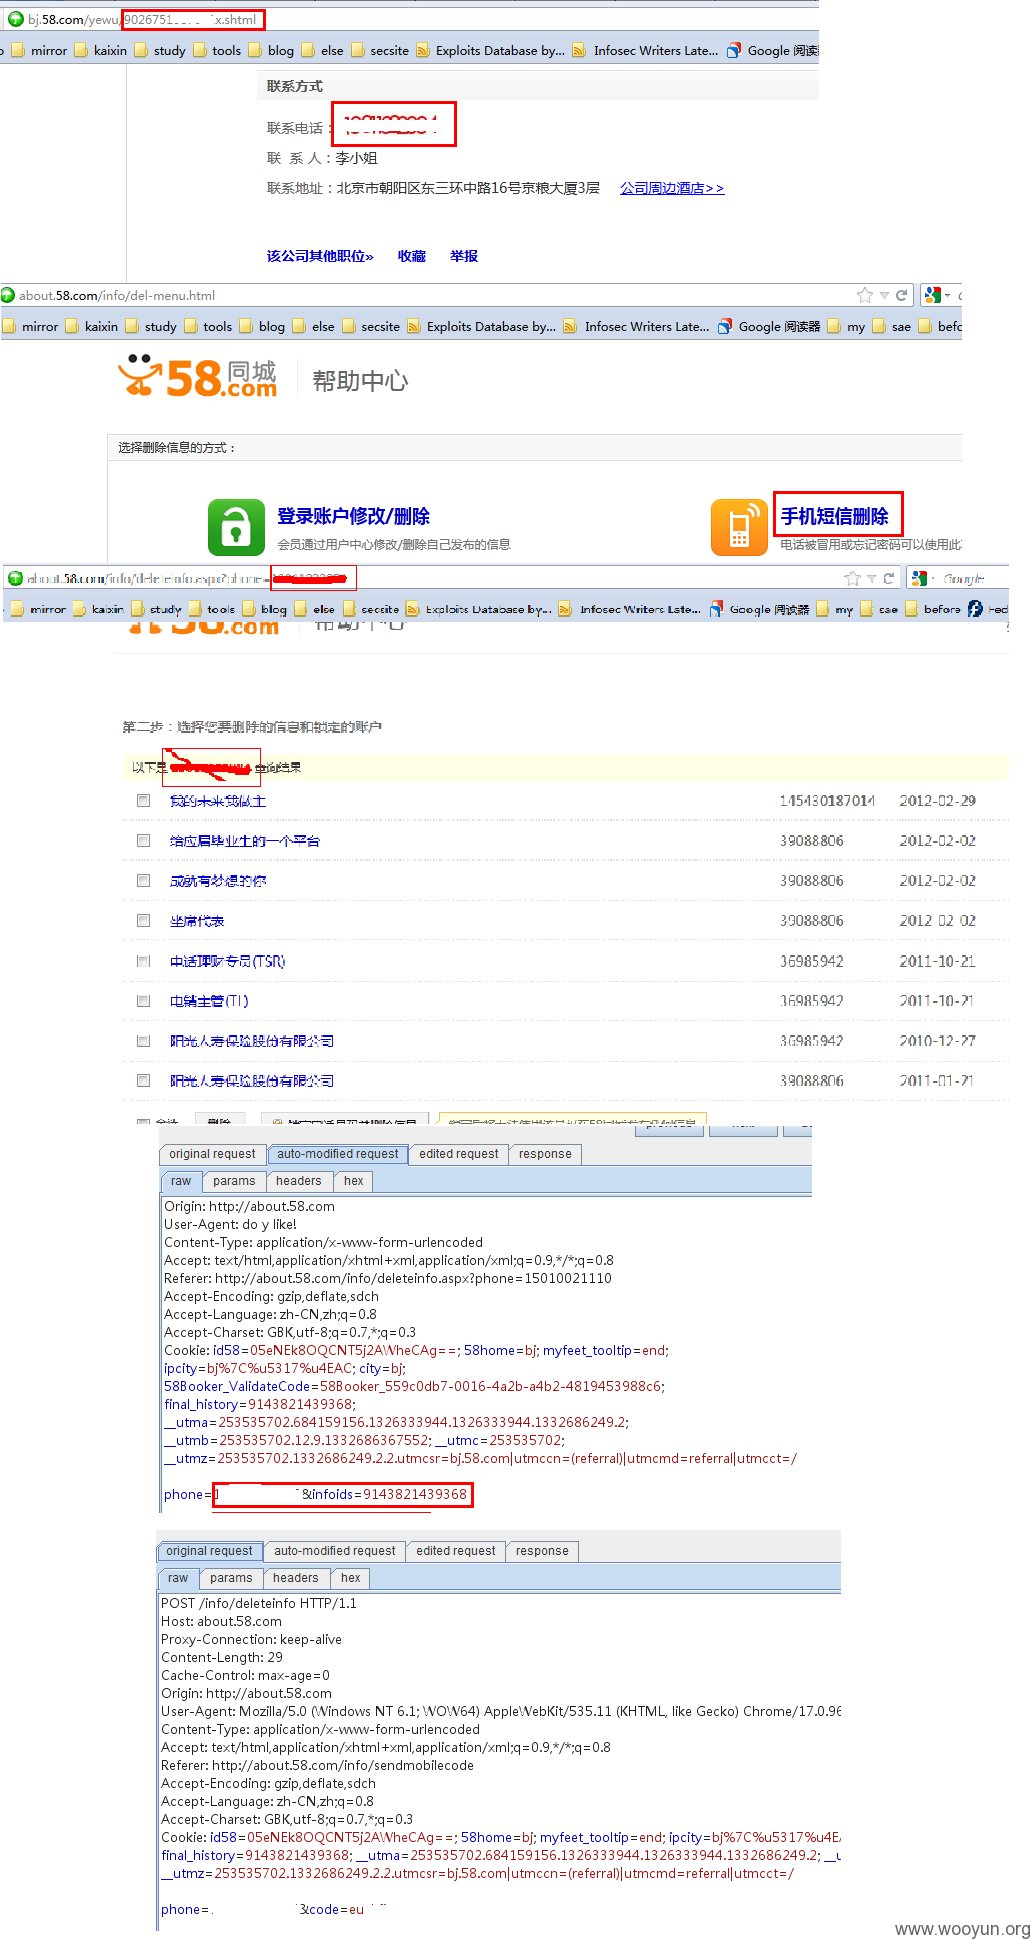 bj.58.com/yewu/9026751 x.shtml
mirror kaixin study tools blog else secsite Exploits Database by... Infosec Writers Late... Google 阅读器
联系方式
联系电话：
联 系 人：李小姐
联系地址：北京市朝阳区东三环中路16号京粮大厦3层 公司周边酒店>>
该公司其他职位» 收藏 举报
about.58.com/info/del-menu.html
mirror kaixin study tools blog else secsite Exploits Database by... Infosec Writers Late... Google 阅读器 my sae befo
58同城.com 帮助中心
选择删除信息的方式：
登录账户修改/删除 手机短信删除
会员通过用户中心修改/删除自己发布的信息 电话被冒用或忘记密码可以使用此
about.58.com/info/deleteinfo.aspx?phone= Google
mirror kaixin study tools blog else secsite Exploits Database by... Infosec Writers Late... Google 阅读器 my sae before Fed
58.com 帮助中心
第二步：选择您要删除的信息和锁定的账户
以下是 查询结果
我的未来我做主 145430187014 2012-02-29
给应届毕业生的一个平台 39088806 2012-02-02
成就有梦想的你 39088806 2012-02-02
坐席代表 39088806 2012-02-02
电话理财专员(TSR) 36985942 2011-10-21
电销主管(TL) 36985942 2011-10-21
阳光人寿保险股份有限公司 36985942 2010-12-27
阳光人寿保险股份有限公司 39088806 2011-01-21
全选 删除
original request auto-modified request edited request response
raw params headers hex
Origin: http://about.58.com
User-Agent: do y like!
Content-Type: application/x-www-form-urlencoded
Accept: text/html,application/xhtml+xml,application/xml;q=0.9,*/*;q=0.8
Referer: http://about.58.com/info/deleteinfo.aspx?phone=15010021110
Accept-Encoding: gzip,deflate,sdch
Accept-Language: zh-CN,zh;q=0.8
Accept-Charset: GBK,utf-8;q=0.7,*;q=0.3
Cookie: id58=05eNEk8OQCNT5j2AWheCAg==; 58home=bj; myfeet_tooltip=end;
ipcity=bj%7C%u5317%u4EAC; city=bj;
58Booker_ValidateCode=58Booker_559c0db7-0016-4a2b-a4b2-4819453988c6;
final_history=9143821439368;
__utma=253535702.684159156.1326333944.1326333944.1332686249.2;
__utmb=253535702.12.9.1332686367552; __utmc=253535702;
__utmz=253535702.1332686249.2.2.utmcsr=bj.58.com|utmccn=(referral)|utmcmd=referral|utmcct=/
phone= &infoids=9143821439368
original request auto-modified request edited request response
raw params headers hex
POST /info/deleteinfo HTTP/1.1
Host: about.58.com
Proxy-Connection: keep-alive
Content-Length: 29
Cache-Control: max-age=0
Origin: http://about.58.com
User-Agent: Mozilla/5.0 (Windows NT 6.1; WOW64) AppleWebKit/535.11 (KHTML, like Gecko) Chrome/17.0.96
Content-Type: application/x-www-form-urlencoded
Accept: text/html,application/xhtml+xml,application/xml;q=0.9,*/*;q=0.8
Referer: http://about.58.com/info/sendmobilecode
Accept-Encoding: gzip,deflate,sdch
Accept-Language: zh-CN,zh;q=0.8
Accept-Charset: GBK,utf-8;q=0.7,*;q=0.3
Cookie: id58=05eNEk8OQCNT5j2AWheCAg==; 58home=bj; myfeet_tooltip=end; ipcity=bj%7C%u5317%u4E
final_history=9143821439368; __utma=253535702.684159156.1326333944.1326333944.1332686249.2; __u
__utmz=253535702.1332686249.2.2.utmcsr=bj.58.com|utmccn=(referral)|utmcmd=referral|utmcct=/
phone= &code=eu
www.wooyun.org